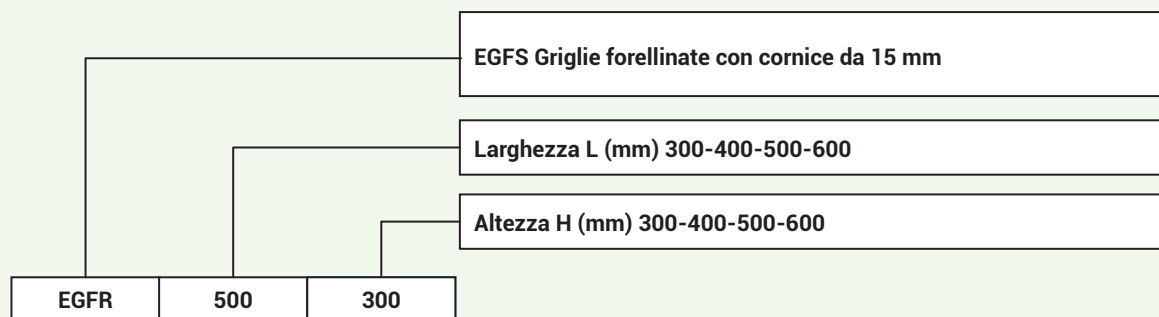 EGFS Griglie forellinate con cornice da 15 mm
Larghezza L (mm) 300-400-500-600
Altezza H (mm) 300-400-500-600
EGFR 500 300